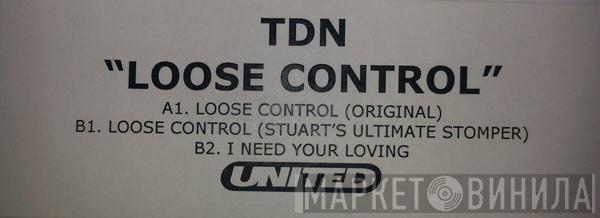 TDN
“LOOSE CONTROL”
A1. LOOSE CONTROL (ORIGINAL)
B1. LOOSE CONTROL (STUART’S ULTIMATE STOMPER)
B2. I NEED YOUR LOVING
UNITED
МАРКЕТ ВИНИЛА